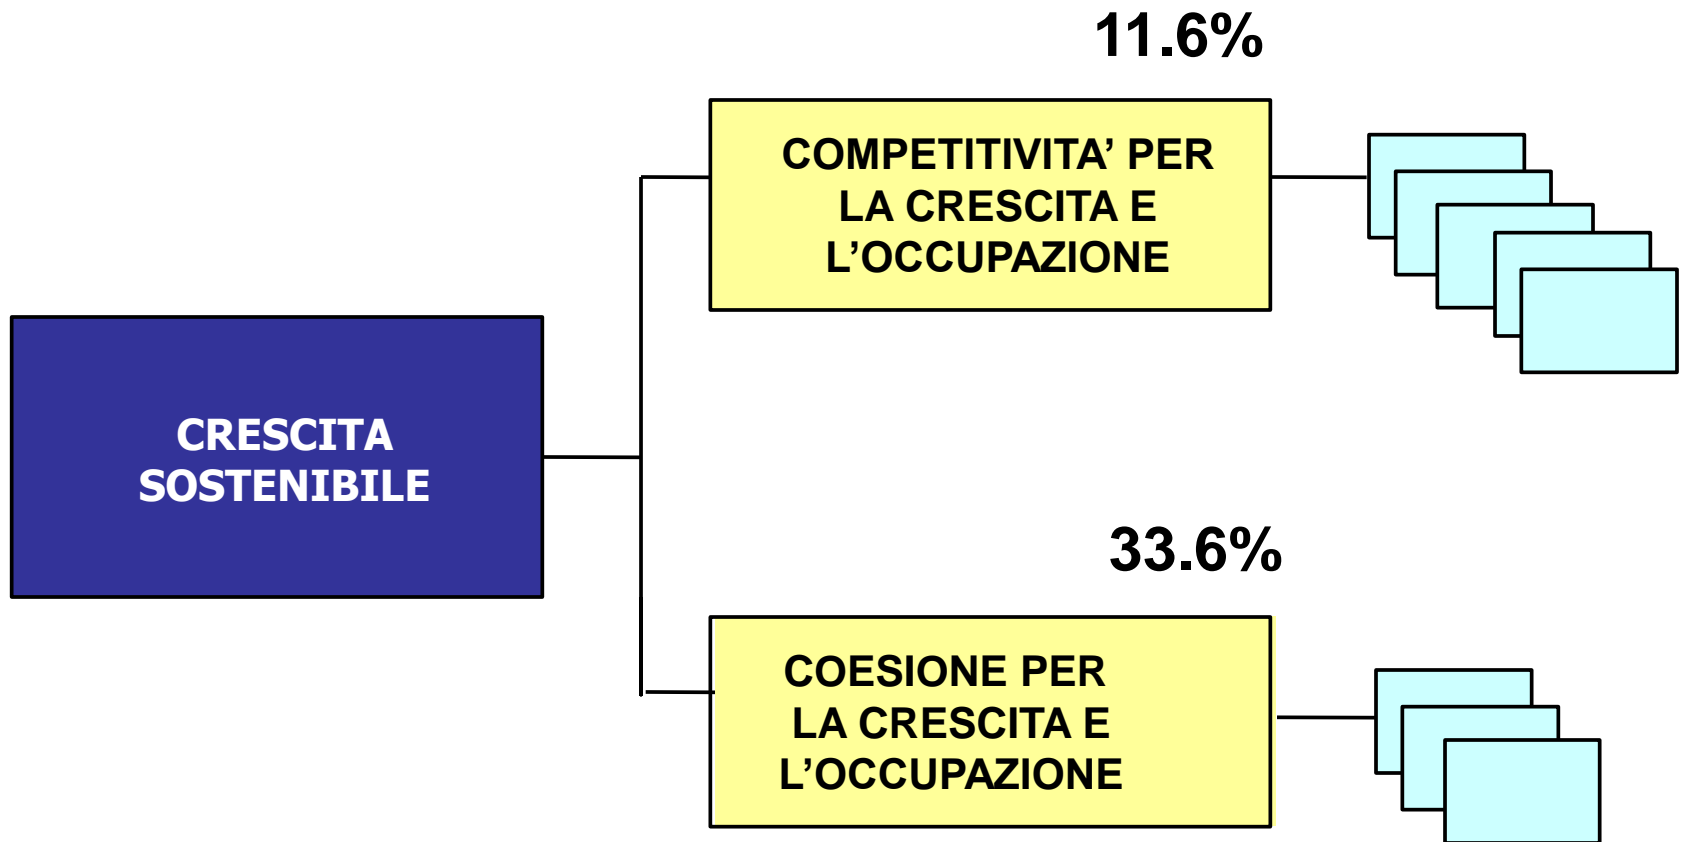 11.6%
COMPETITIVITA’ PER
LA CRESCITA E
L’OCCUPAZIONE
CRESCITA
SOSTENIBILE
33.6%
COESIONE PER
LA CRESCITA E
L’OCCUPAZIONE